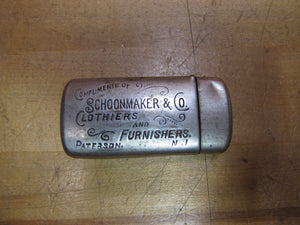 COMPLIMENTS OF
SCHOONMAKER & CO.
CLOTHIERS
AND
FURNISHERS.
PATERSON. N.J.